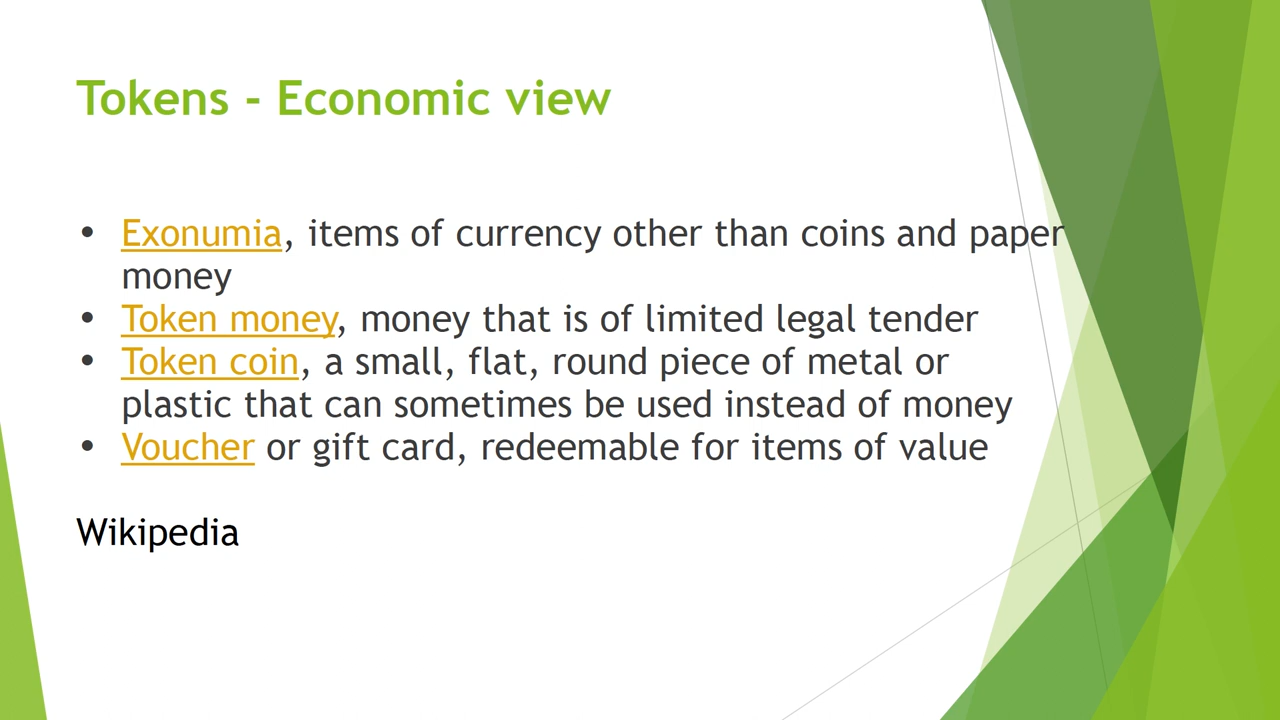 Tokens - Economic view
• Exonumia, items of currency other than coins and paper
money
• Token money, money that is of limited legal tender
• Token coin, a small, flat, round piece of metal or
plastic that can sometimes be used instead of money
• Voucher or gift card, redeemable for items of value
Wikipedia